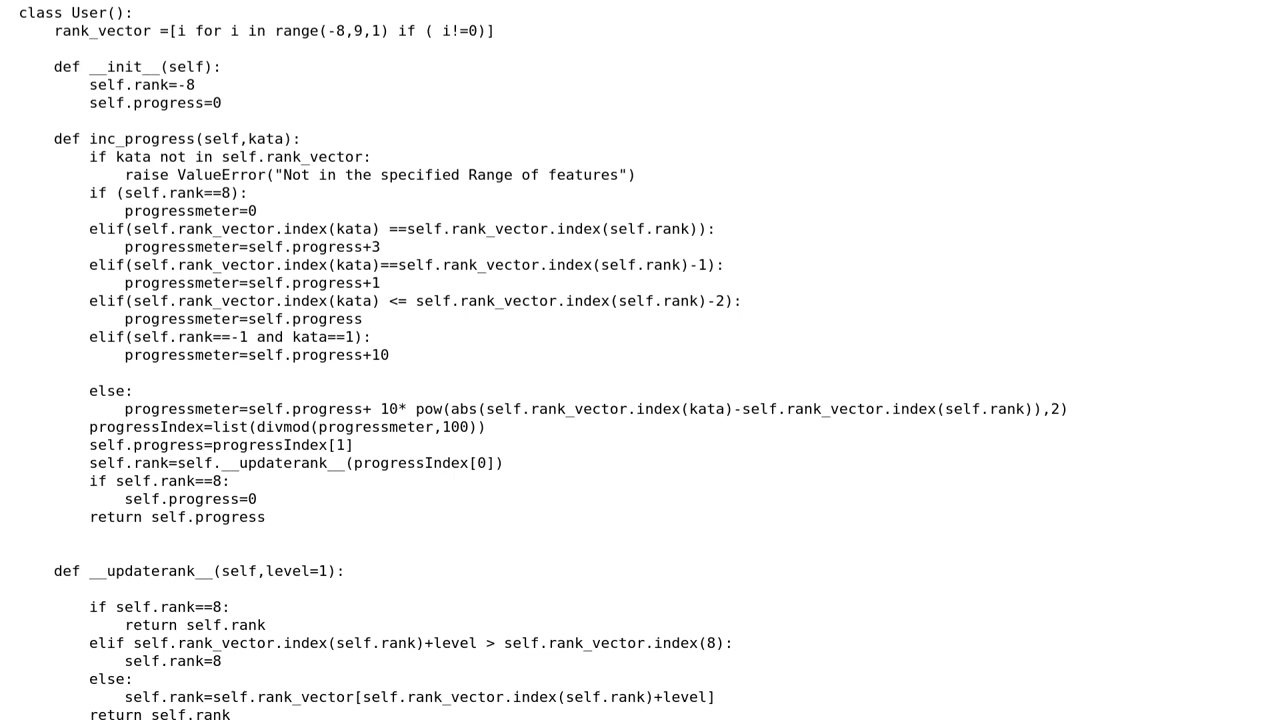 class User():
    rank_vector =[i for i in range(-8,9,1) if ( i!=0)]

    def __init__(self):
        self.rank=-8
        self.progress=0

    def inc_progress(self,kata):
        if kata not in self.rank_vector:
            raise ValueError("Not in the specified Range of features")
        if (self.rank==8):
            progressmeter=0
        elif(self.rank_vector.index(kata) ==self.rank_vector.index(self.rank)):
            progressmeter=self.progress+3
        elif(self.rank_vector.index(kata)==self.rank_vector.index(self.rank)-1):
            progressmeter=self.progress+1
        elif(self.rank_vector.index(kata) <= self.rank_vector.index(self.rank)-2):
            progressmeter=self.progress
        elif(self.rank==-1 and kata==1):
            progressmeter=self.progress+10

        else:
            progressmeter=self.progress+ 10* pow(abs(self.rank_vector.index(kata)-self.rank_vector.index(self.rank)),2)
        progressIndex=list(divmod(progressmeter,100))
        self.progress=progressIndex[1]
        self.rank=self.__updaterank__(progressIndex[0])
        if self.rank==8:
            self.progress=0
        return self.progress


    def __updaterank__(self,level=1):

        if self.rank==8:
            return self.rank
        elif self.rank_vector.index(self.rank)+level > self.rank_vector.index(8):
            self.rank=8
        else:
            self.rank=self.rank_vector[self.rank_vector.index(self.rank)+level]
        return self.rank